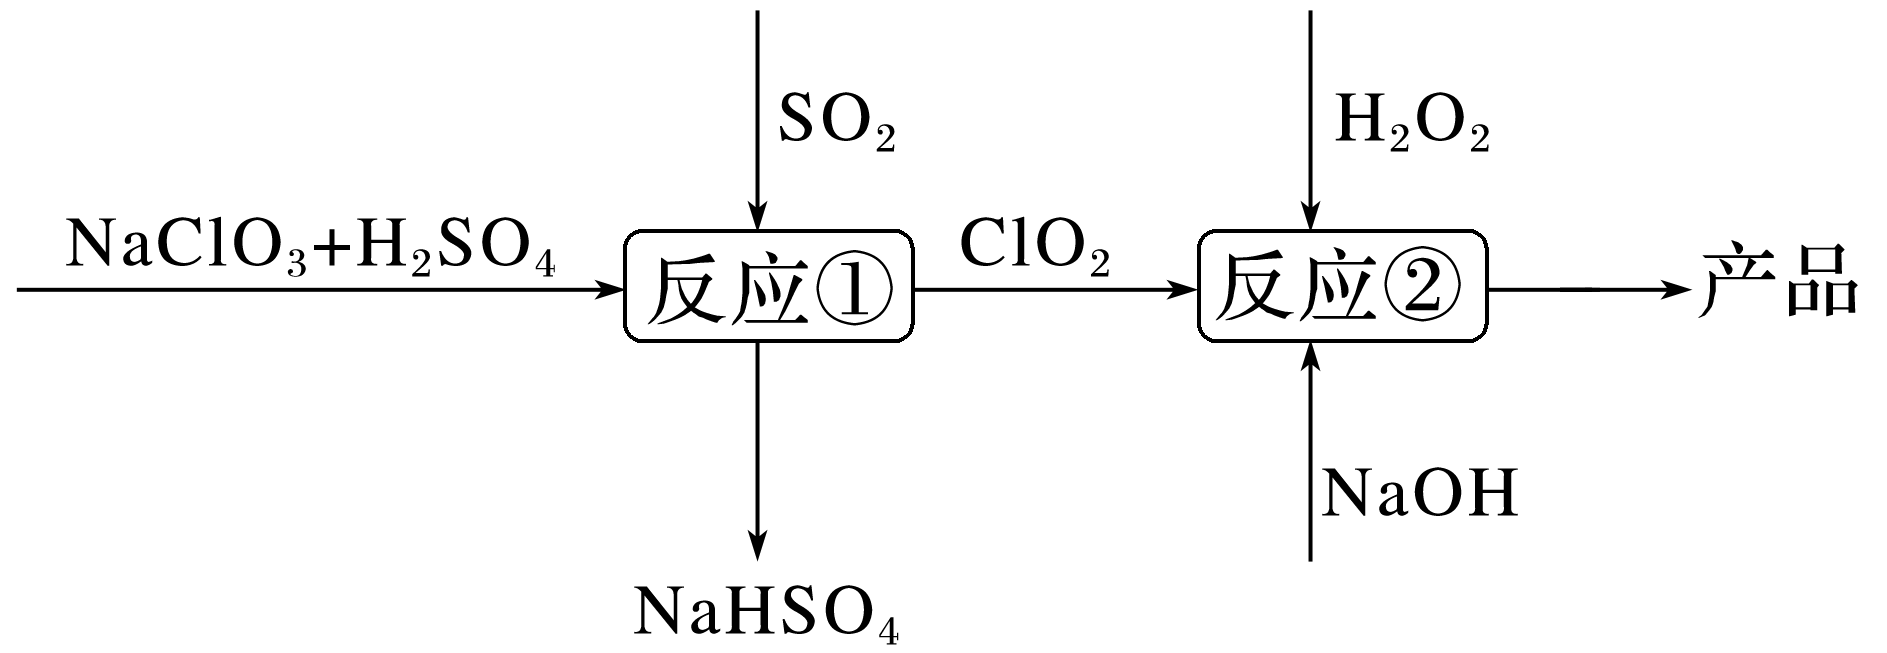 SO₂
H₂O₂
NaClO₃+H₂SO₄
反应①
ClO₂
反应②
产品
NaOH
NaHSO₄